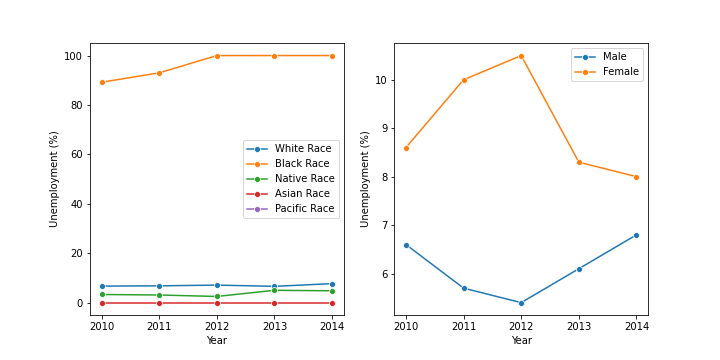 100
80
60
40
20
0
Unemployment (%)
White Race
Black Race
Native Race
Asian Race
Pacific Race
2010 2011 2012 2013 2014
Year
10
9
8
7
6
Unemployment (%)
Male
Female
2010 2011 2012 2013 2014
Year